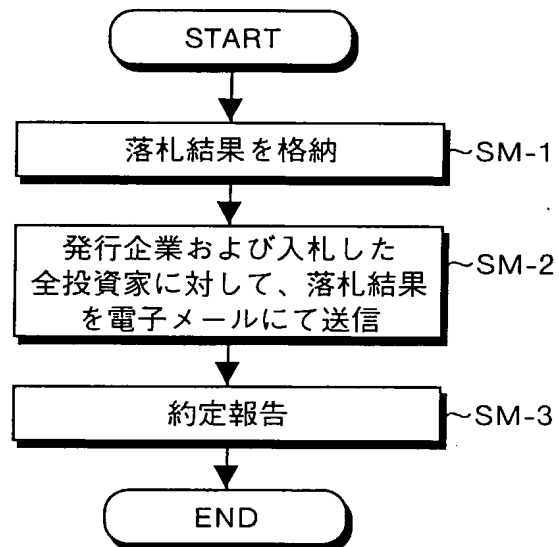 START
落札結果を格納
SM-1
発行企業および入札した
全投資家に対して、落札結果
を電子メールにて送信
SM-2
約定報告
SM-3
END